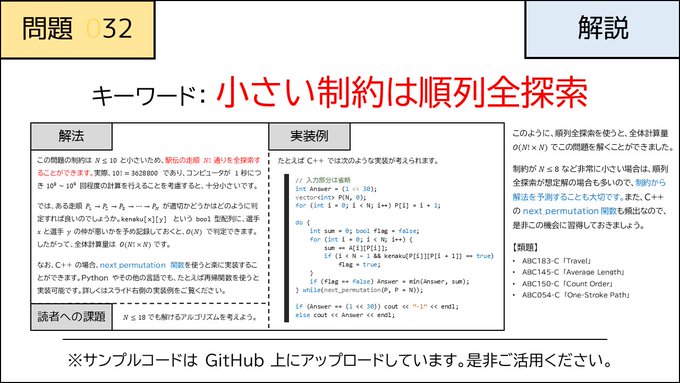 問題 032
解説
キーワード: 小さい制約は順列全探索
解法
この問題の制約は N ≤ 10 と小さいため、駅伝の走順 N! 通りを全探索す
ることができます。実際、10! = 3628800 であり、コンピュータが 1 秒につ
き 10⁸ ~ 10⁹ 回程度の計算を行えることを考慮すると、十分小さいです。
では、ある走順 P₁ → P₂ → P₃ → ⋯ → Pₙ が適切かどうかはどのように判
定すれば良いのでしょうか。kenaku[x][y] という bool 型配列に、選手
x と選手 y の仲が悪いかを予め記録しておくと、O(N) で判定できます。
したがって、全体計算量は O(N! × N) です。
なお、C++ の場合、next_permutation 関数を使うと楽に実装するこ
とができます。Python やその他の言語でも、たとえば再帰関数を使うと
実装可能です。詳しくはスライド右側の実装例をご覧ください。
読者への課題
N ≤ 18 でも解けるアルゴリズムを考えよう。
実装例
たとえば C++ では次のような実装が考えられます。
// 入力部分は省略
int Answer = (1 << 30);
vector<int> P(N, 0);
for (int i = 0; i < N; i++) P[i] = i + 1;
do {
int sum = 0; bool flag = false;
for (int i = 0; i < N; i++) {
sum += A[i][P[i]];
if (i < N - 1 && kenaku[P[i]][P[i + 1]] == true)
flag = true;
}
if (flag == false) Answer = min(Answer, sum);
} while(next_permutation(P, P + N));
if (Answer == (1 << 30)) cout << "-1" << endl;
else cout << Answer << endl;
このように、順列全探索を使うと、全体計算量
O(N! × N) でこの問題を解くことができました。
制約が N ≤ 8 など非常に小さい場合は、順列全
探索が想定解の場合も多いので、制約から
解法を予測することも大切です。また、C++
の next_permutation 関数も頻出なので、
是非この機会に習得しておきましょう。
【類題】
• ABC183-C「Travel」
• ABC145-C「Average Length」
• ABC150-C「Count Order」
• ABC054-C「One-Stroke Path」
※サンプルコードは GitHub 上にアップロードしています。是非ご活用ください。